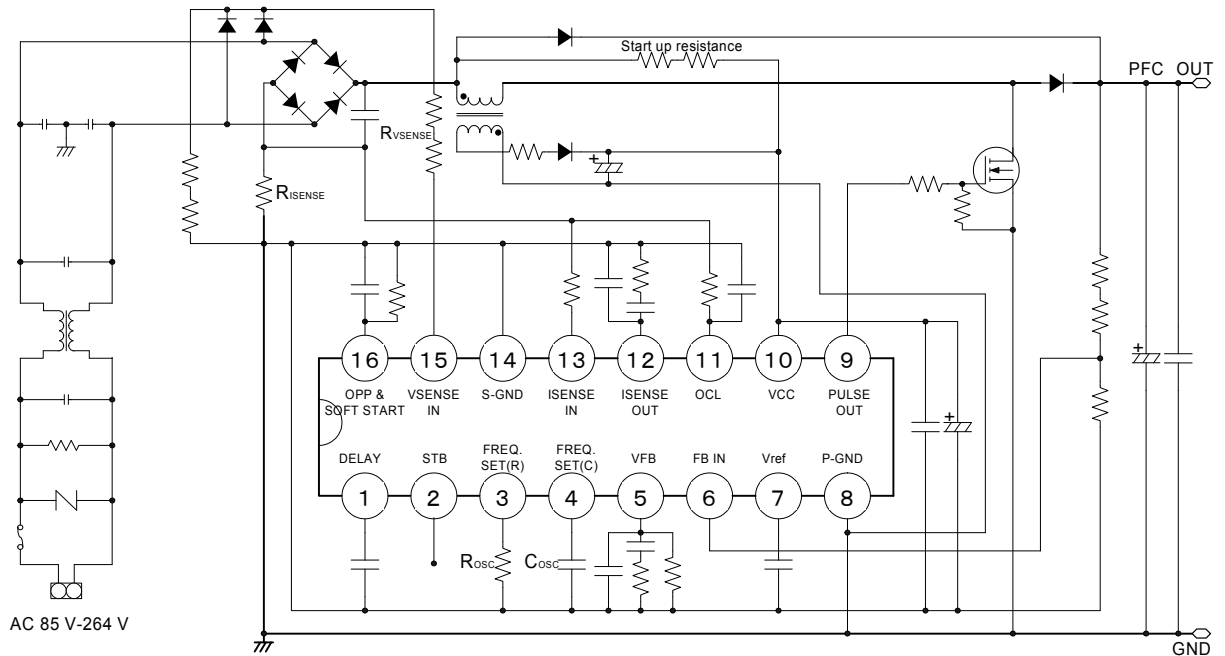 Start up resistance
PFC OUT
RVSENSE
RISENSE
16 15 14 13 12 11 10 9
OPP & SOFT START
VSENSE IN
S-GND
ISENSE IN
ISENSE OUT
OCL
VCC
PULSE OUT
DELAY
STB
FREQ. SET(R)
FREQ. SET(C)
VFB
FB IN
Vref
P-GND
1 2 3 4 5 6 7 8
+
+
+
ROSC
COSC
AC 85 V-264 V
GND